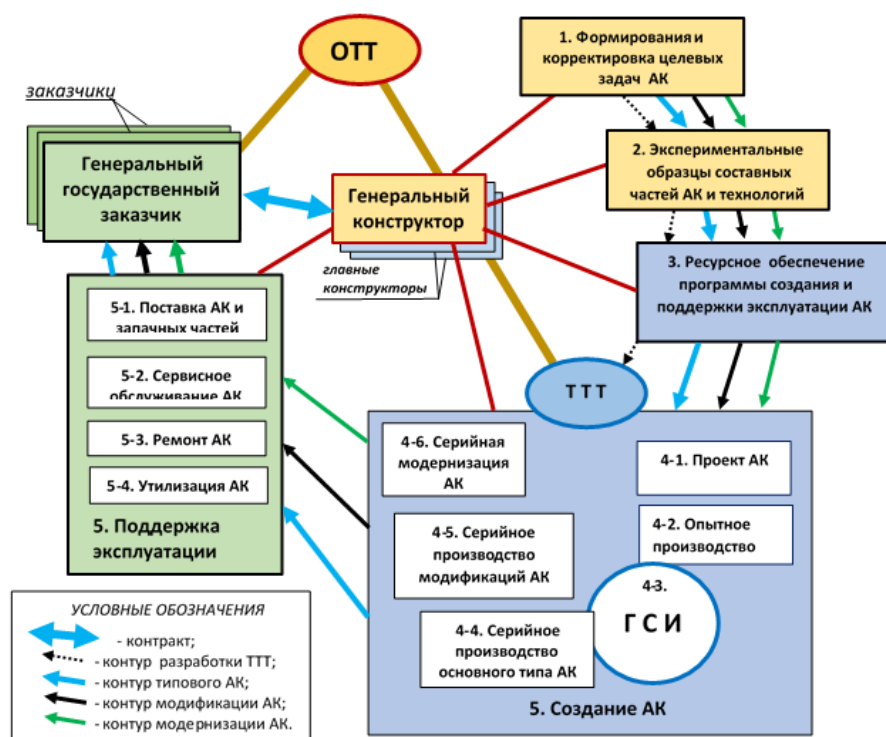 ОТТ
1. Формирования и
корректировка целевых
задач АК
заказчики
Генеральный
государственный
заказчик
2. Экспериментальные
образцы составных
частей АК и технологий
Генеральный
конструктор
главные
конструкторы
3. Ресурсное обеспечение
программы создания и
поддержки эксплуатации АК
5-1. Поставка АК и
запачных частей
5-2. Сервисное
обслуживание АК
5-3. Ремонт АК
5-4. Утилизация АК
5. Поддержка
эксплуатации
Т Т Т
4-6. Серийная
модернизация
АК
4-1. Проект АК
4-5. Серийное
производство
модификаций АК
4-2. Опытное
производство
4-3.
Г С И
4-4. Серийное
производство
основного типа АК
5. Создание АК
УСЛОВНЫЕ ОБОЗНАЧЕНИЯ
- контракт;
- контур разработки ТТТ;
- контур типового АК;
- контур модификации АК;
- контур модернизации АК.